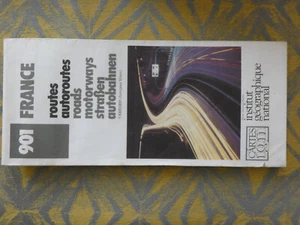 901 FRANCE
routes
autoroutes
roads
motorways
straßen
autobahnen
institut
géographique
national
CARTES
IGN